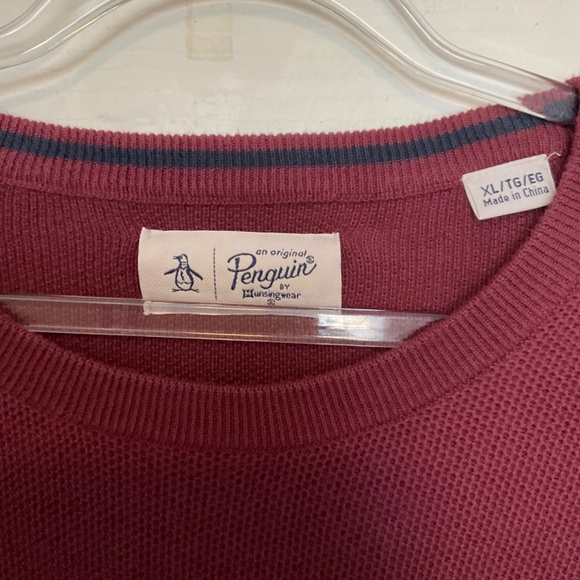 an original
Penguin®
BY
Munsingwear
®
XL/TG/EG
Made in China